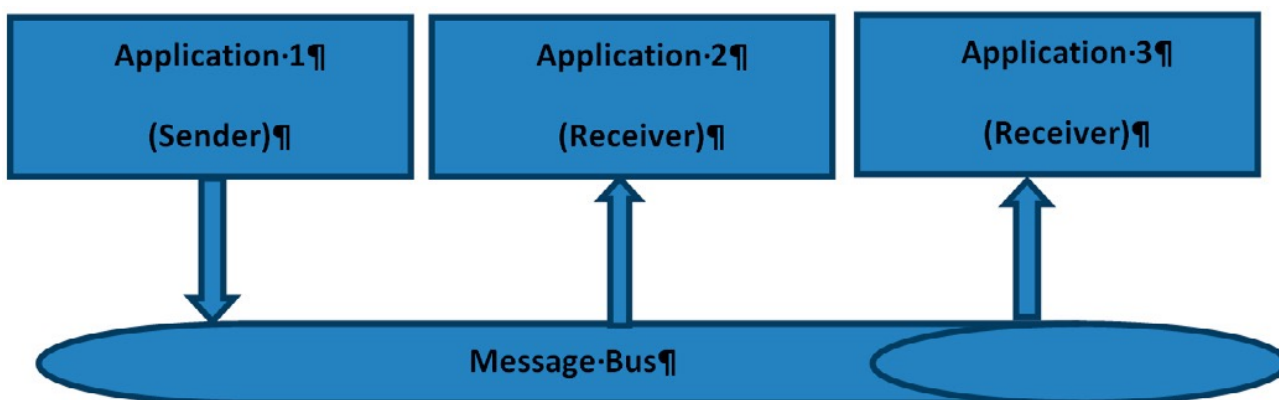 Application·1¶
(Sender)¶
Application·2¶
(Receiver)¶
Application·3¶
(Receiver)¶
Message·Bus¶